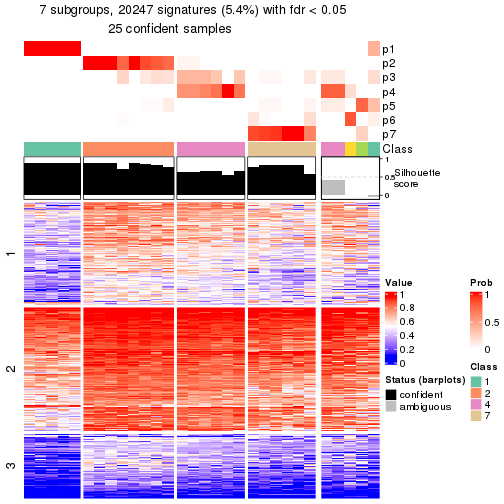 7 subgroups, 20247 signatures (5.4%) with fdr < 0.05
25 confident samples
p1
p2
p3
p4
p5
p6
p7
Class
1
0.5
0
Silhouette
score
1
2
3
Value
1
0.8
0.6
0.4
0.2
0
Status (barplots)
confident
ambiguous
Prob
1
0.5
0
Class
1
2
4
7